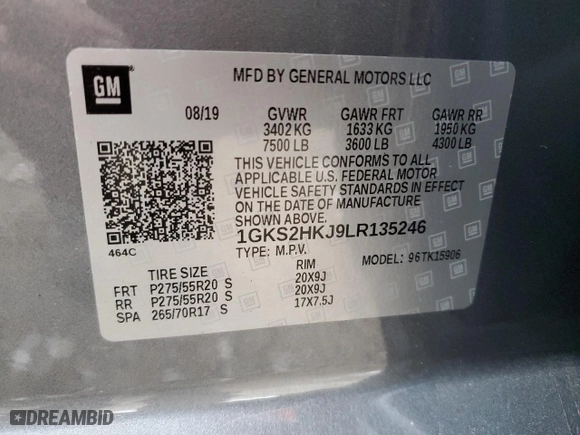 GM
MFD BY GENERAL MOTORS LLC
08/19 GVWR GAWR FRT GAWR RR
3402 KG 1633 KG 1950 KG
7500 LB 3600 LB 4300 LB
THIS VEHICLE CONFORMS TO ALL
APPLICABLE U.S. FEDERAL MOTOR
VEHICLE SAFETY STANDARDS IN EFFECT
ON THE DATE OF MANUFACTURE
SHOWN ABOVE.
1GKS2HKJ9LR135246
464C TYPE: M.P.V. MODEL: 96TK15906
TIRE SIZE RIM
FRT P275/55R20 S 20X9J
RR P275/55R20 S 20X9J
SPA 265/70R17 S 17X7.5J
DREAMBID